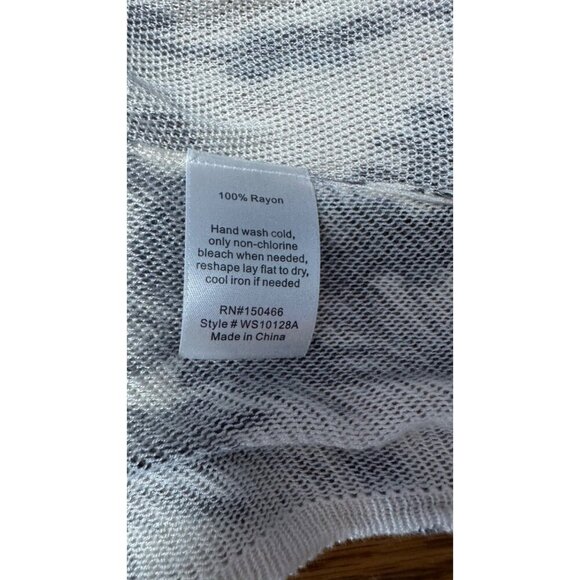 100% Rayon
Hand wash cold,
only non-chlorine
bleach when needed,
reshape lay flat to dry,
cool iron if needed
RN#150466
Style # WS10128A
Made in China